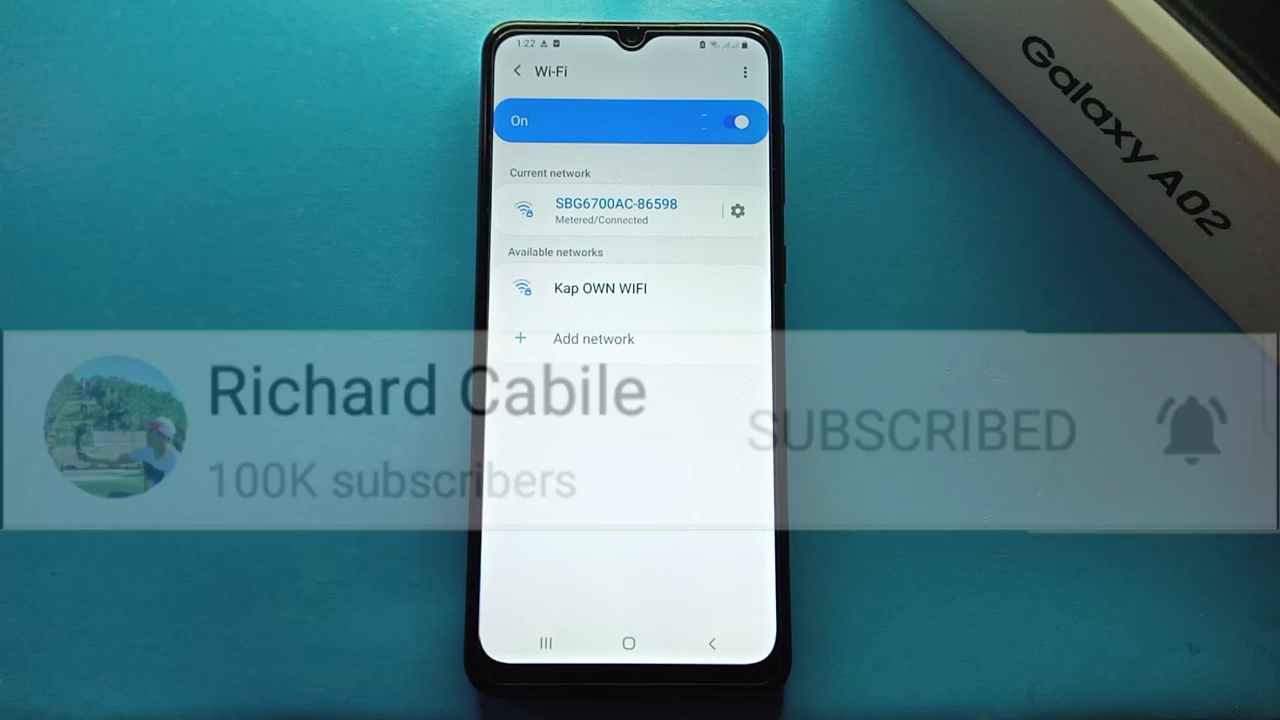 1:22
Wi-Fi
On
Current network
SBG6700AC-86598
Metered/Connected
Available networks
Kap OWN WIFI
Add network
Galaxy A02
Richard Cabile
100K subscribers
SUBSCRIBED